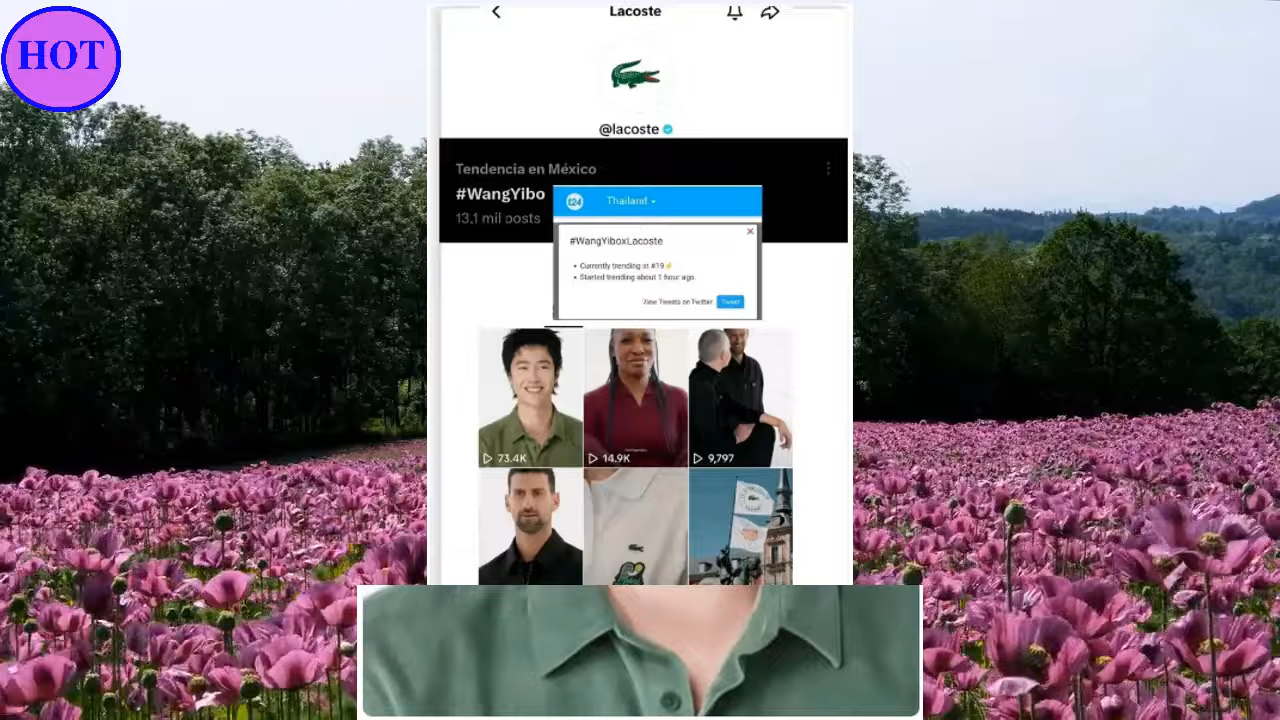 HOT
Lacoste
@lacoste
Tendencia en México
#WangYibo
13,1 mil posts
t24
Thailand
#WangYiboxLacoste
Currently trending at #19⚡
Started trending about 1 hour ago.
View Tweets on Twitter
Tweet
73.4K
14.9K
9,797